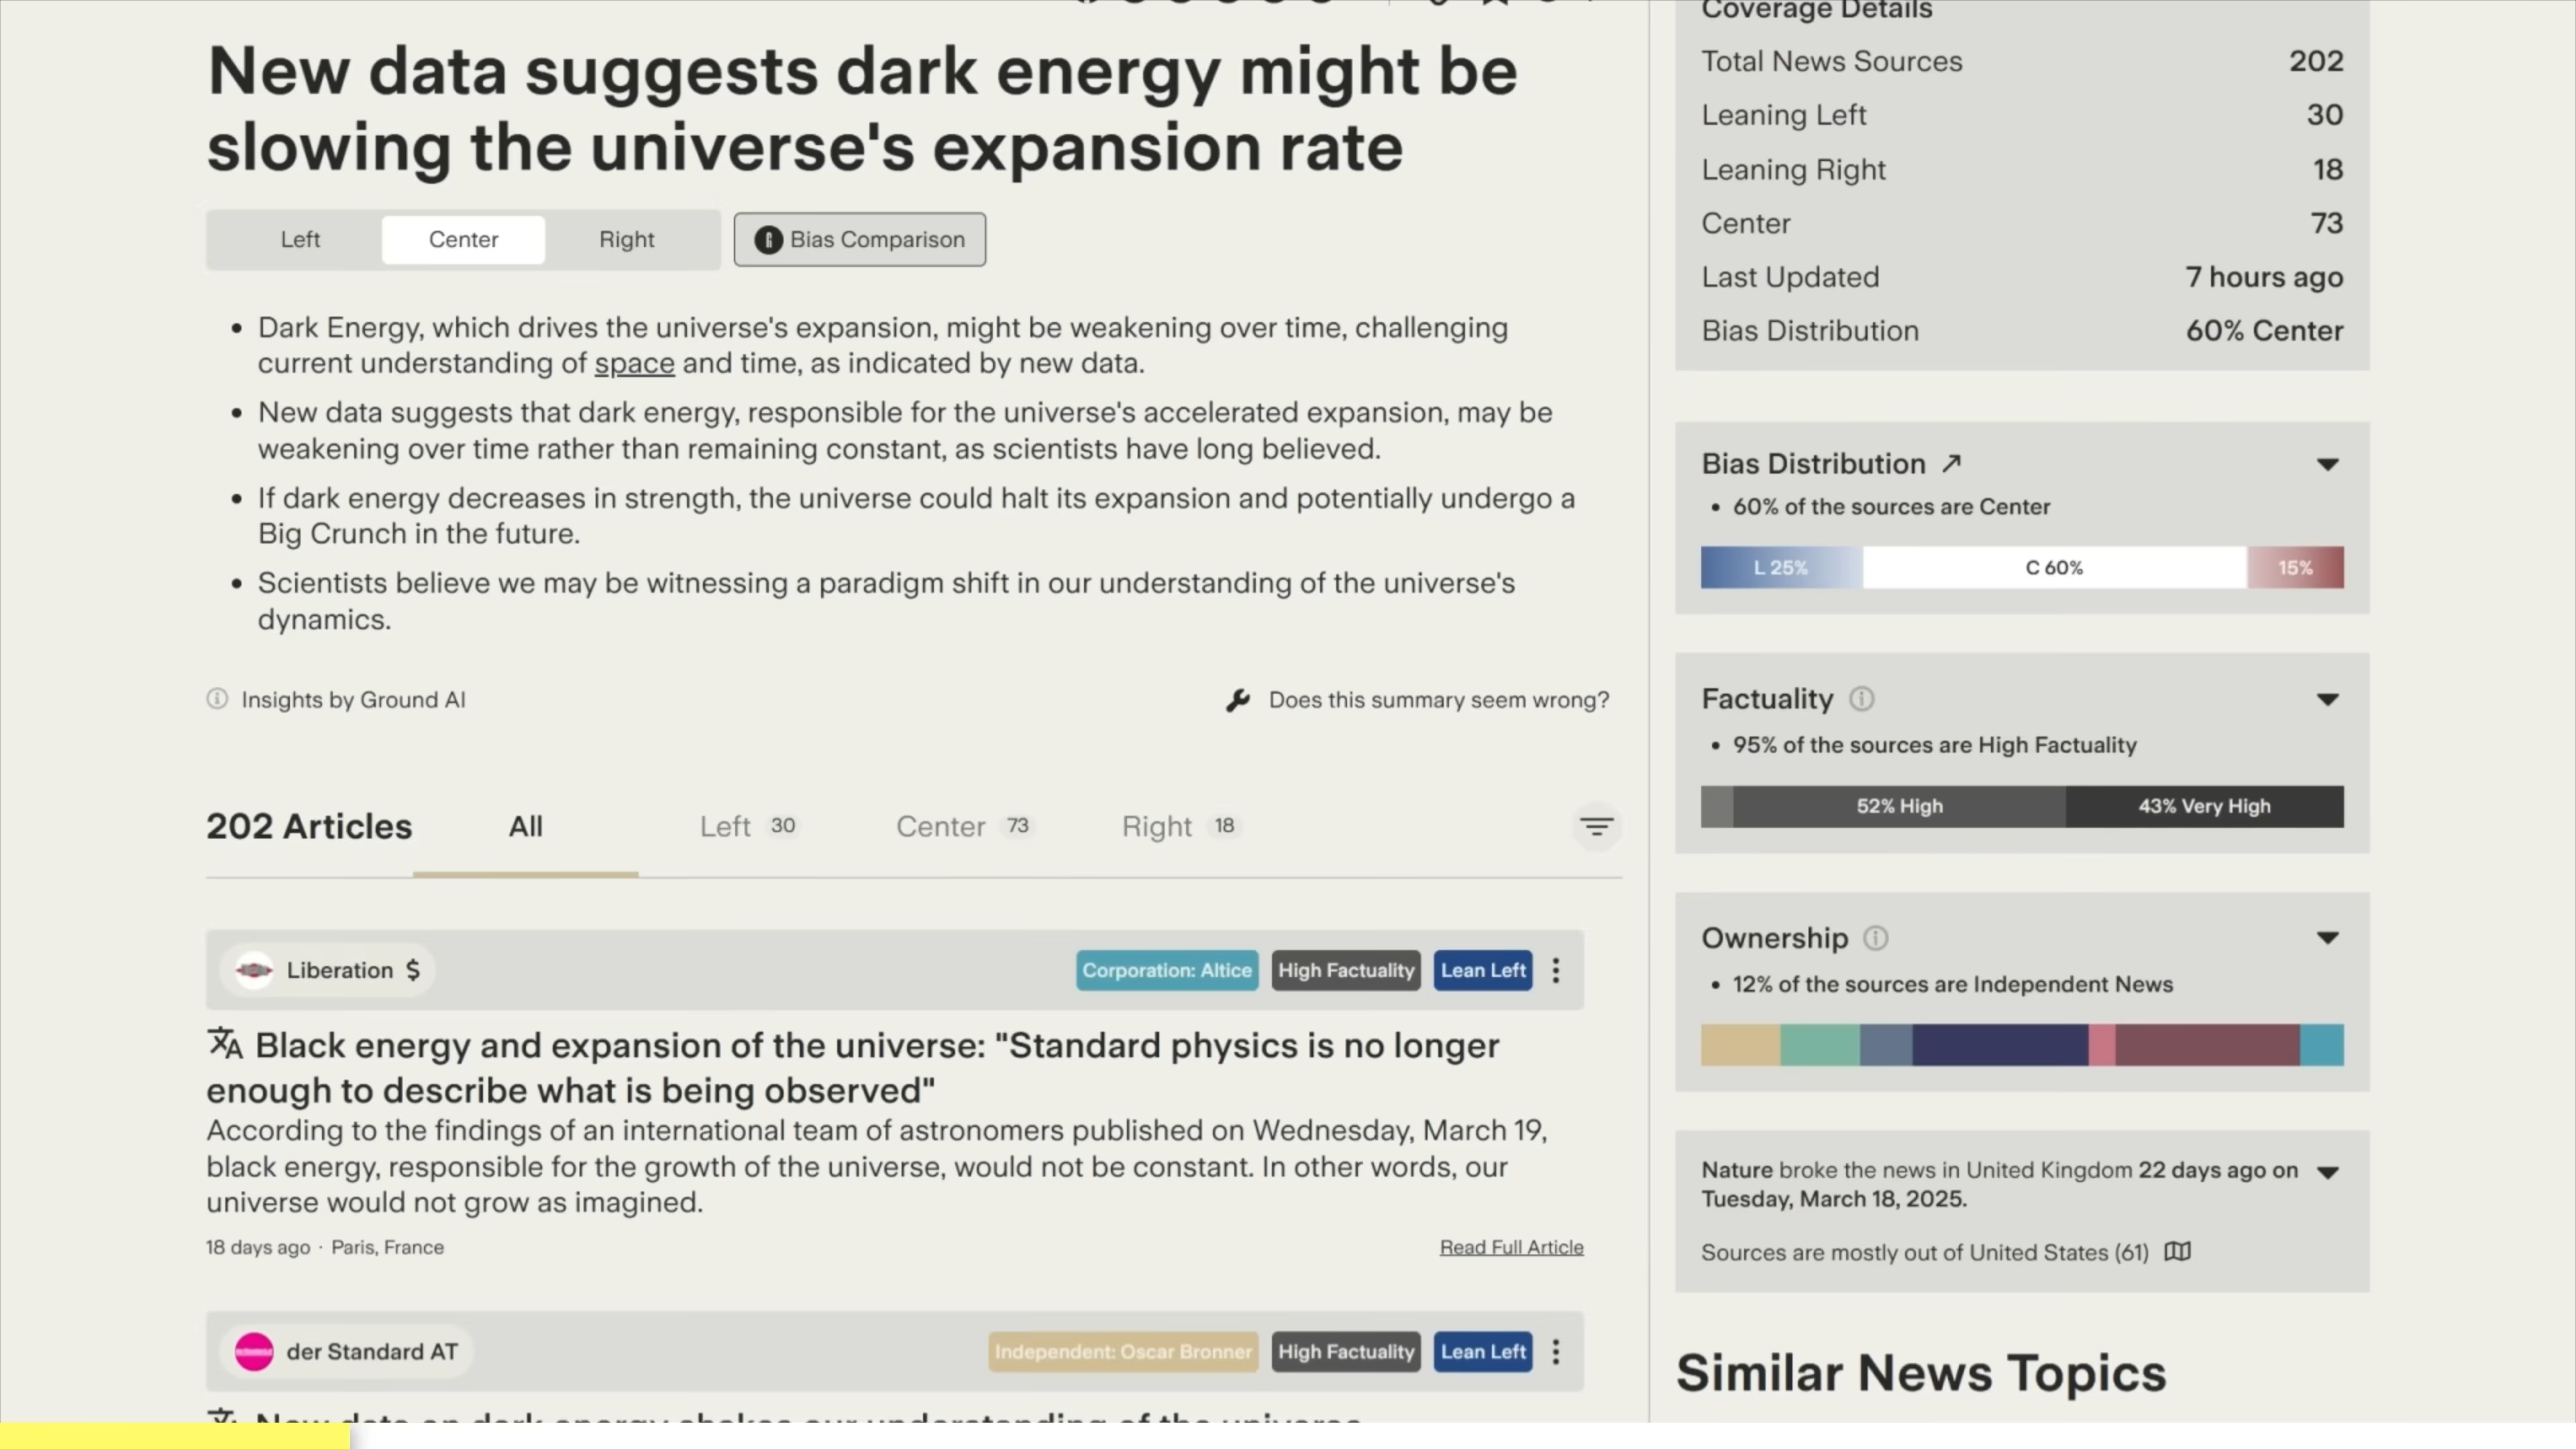 New data suggests dark energy might be
slowing the universe's expansion rate
Left Center Right Bias Comparison
• Dark Energy, which drives the universe's expansion, might be weakening over time, challenging
current understanding of space and time, as indicated by new data.
• New data suggests that dark energy, responsible for the universe's accelerated expansion, may be
weakening over time rather than remaining constant, as scientists have long believed.
• If dark energy decreases in strength, the universe could halt its expansion and potentially undergo a
Big Crunch in the future.
• Scientists believe we may be witnessing a paradigm shift in our understanding of the universe's
dynamics.
Insights by Ground AI
Does this summary seem wrong?
202 Articles All Left 30 Center 73 Right 18
Liberation $ Corporation: Altice High Factuality Lean Left
Black energy and expansion of the universe: "Standard physics is no longer
enough to describe what is being observed"
According to the findings of an international team of astronomers published on Wednesday, March 19,
black energy, responsible for the growth of the universe, would not be constant. In other words, our
universe would not grow as imagined.
18 days ago · Paris, France Read Full Article
der Standard AT Independent: Oscar Bronner High Factuality Lean Left
New data on dark energy shakes our understanding of the universe
Coverage Details
Total News Sources 202
Leaning Left 30
Leaning Right 18
Center 73
Last Updated 7 hours ago
Bias Distribution 60% Center
Bias Distribution ↗
• 60% of the sources are Center
L 25% C 60% 15%
Factuality
• 95% of the sources are High Factuality
52% High 43% Very High
Ownership
• 12% of the sources are Independent News
Nature broke the news in United Kingdom 22 days ago on
Tuesday, March 18, 2025.
Sources are mostly out of United States (61)
Similar News Topics